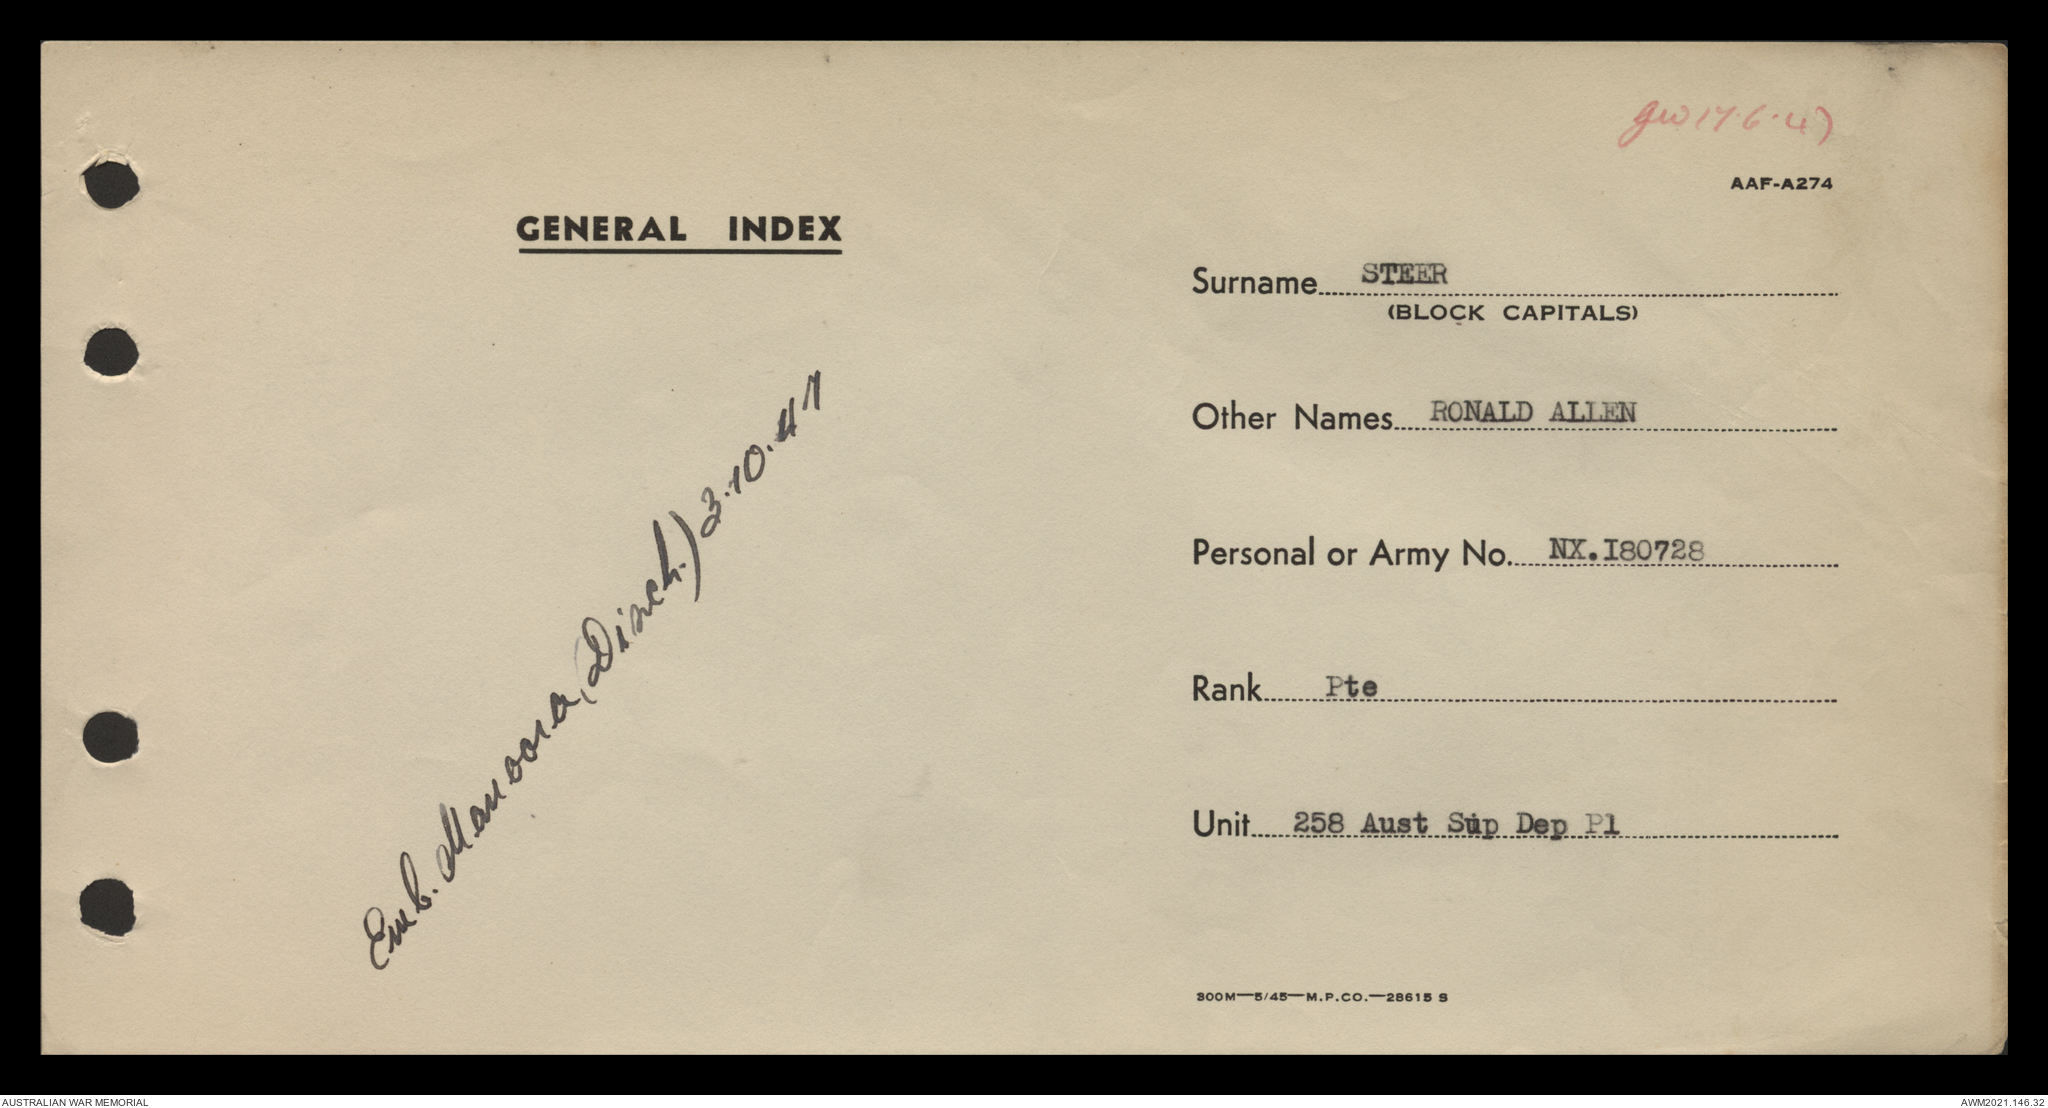 gw 17.6.47
AAF-A274
GENERAL INDEX
Surname STEER
(BLOCK CAPITALS)
Other Names RONALD ALLEN
Personal or Army No. NX.I80728
Rank Pte
Unit 258 Aust Sup Dep Pl
Emb. Manoora (Disch.) 3.10.47
300M—5/45—M.P.CO.—28615 S
AUSTRALIAN WAR MEMORIAL
AWM2021.146.32